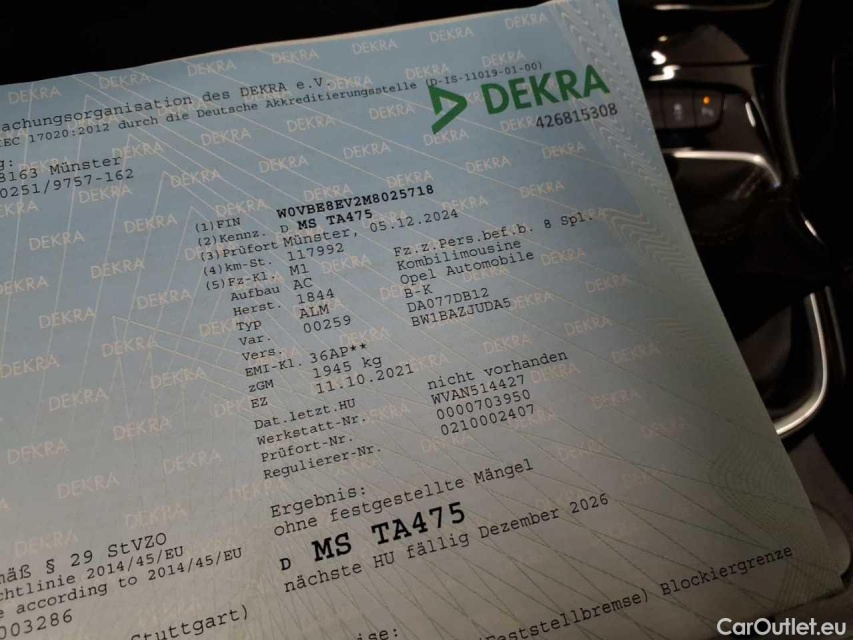 achungsorganisation des DEKRA e.V.
EC 17020:2012 durch die Deutsche Akkreditierungsstelle (D-IS-11019-01-00)
DEKRA
426815308
g:
8163 Münster
0251/9757-162
(1) FIN W0VBE8EV2M8025718
(2) Kennz. D MS TA475
(3) Prüfort Münster, 05.12.2024
(4) km-St. 117992
(5) Fz-Kl. M1 Fz.z.Pers.bef.b. 8 Spl.
Aufbau AC Kombilimousine
Herst. 1844 Opel Automobile
Typ ALM B-K
Var. 00259 DA077DB12
Vers. BW1BAZJUDA5
EMI-Kl. 36AP**
zGM 1945 kg
EZ 11.10.2021
Dat.letzt.HU nicht vorhanden
Werkstatt-Nr. WVAN514427
Prüfort-Nr. 0000703950
Regulierer-Nr. 0210002407
Ergebnis:
ohne festgestellte Mängel
D MS TA475
nächste HU fällig Dezember 2026
mäß § 29 StVZO
chtlinie 2014/45/EU
e according to 2014/45/EU
003286
Stuttgart)
ise:
(Feststellbremse) Blockiergrenze
CarOutlet.eu